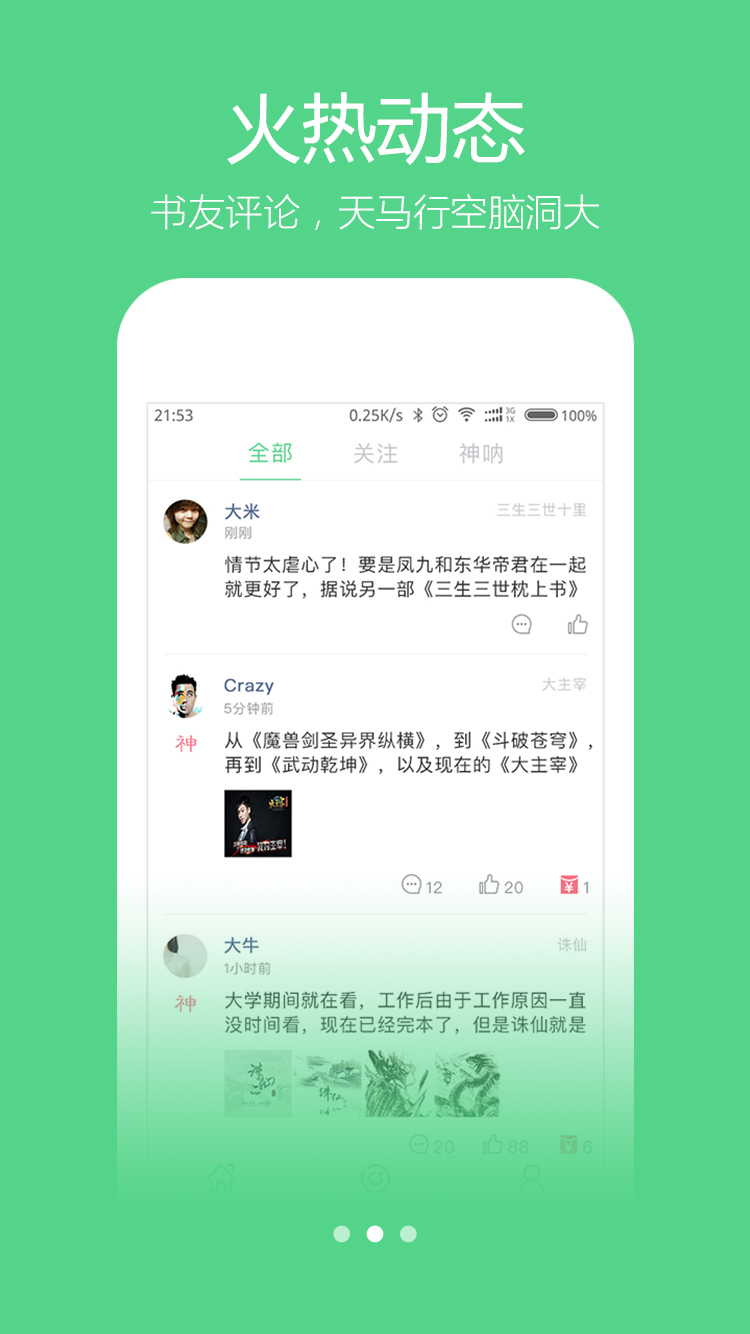 火热动态
书友评论，天马行空脑洞大
21:53 0.25K/s 3G 1X 100%
全部 关注 神呐
大米 三生三世十里
刚刚
情节太虐心了！要是凤九和东华帝君在一起
就更好了，据说另一部《三生三世枕上书》
Crazy 大主宰
5分钟前
神 从《魔兽剑圣异界纵横》，到《斗破苍穹》，
再到《武动乾坤》，以及现在的《大主宰》
12 20 ¥ 1
大牛 诛仙
1小时前
神 大学期间就在看，工作后由于工作原因一直
没时间看，现在已经完本了，但是诛仙就是
诛仙 诛仙
20 88 ¥ 6